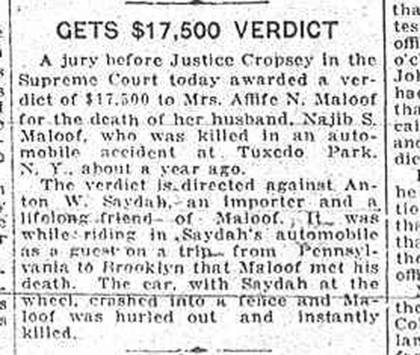 GETS $17,500 VERDICT
A jury before Justice Cropsey in the
Supreme Court today awarded a ver-
dict of $17,500 to Mrs. Affife N. Maloof
for the death of her husband, Najib S.
Maloof, who was killed in an auto-
mobile accident at Tuxedo Park,
N. Y., about a year ago.
The verdict is directed against An-
ton W. Saydah, an importer and a
lifelong friend of Maloof. It was
while riding in Saydah's automobile
as a guest on a trip from Pennsyl-
vania to Brooklyn that Maloof met his
death. The car, with Saydah at the
wheel, crashed into a fence and Ma-
loof was hurled out and instantly
killed.